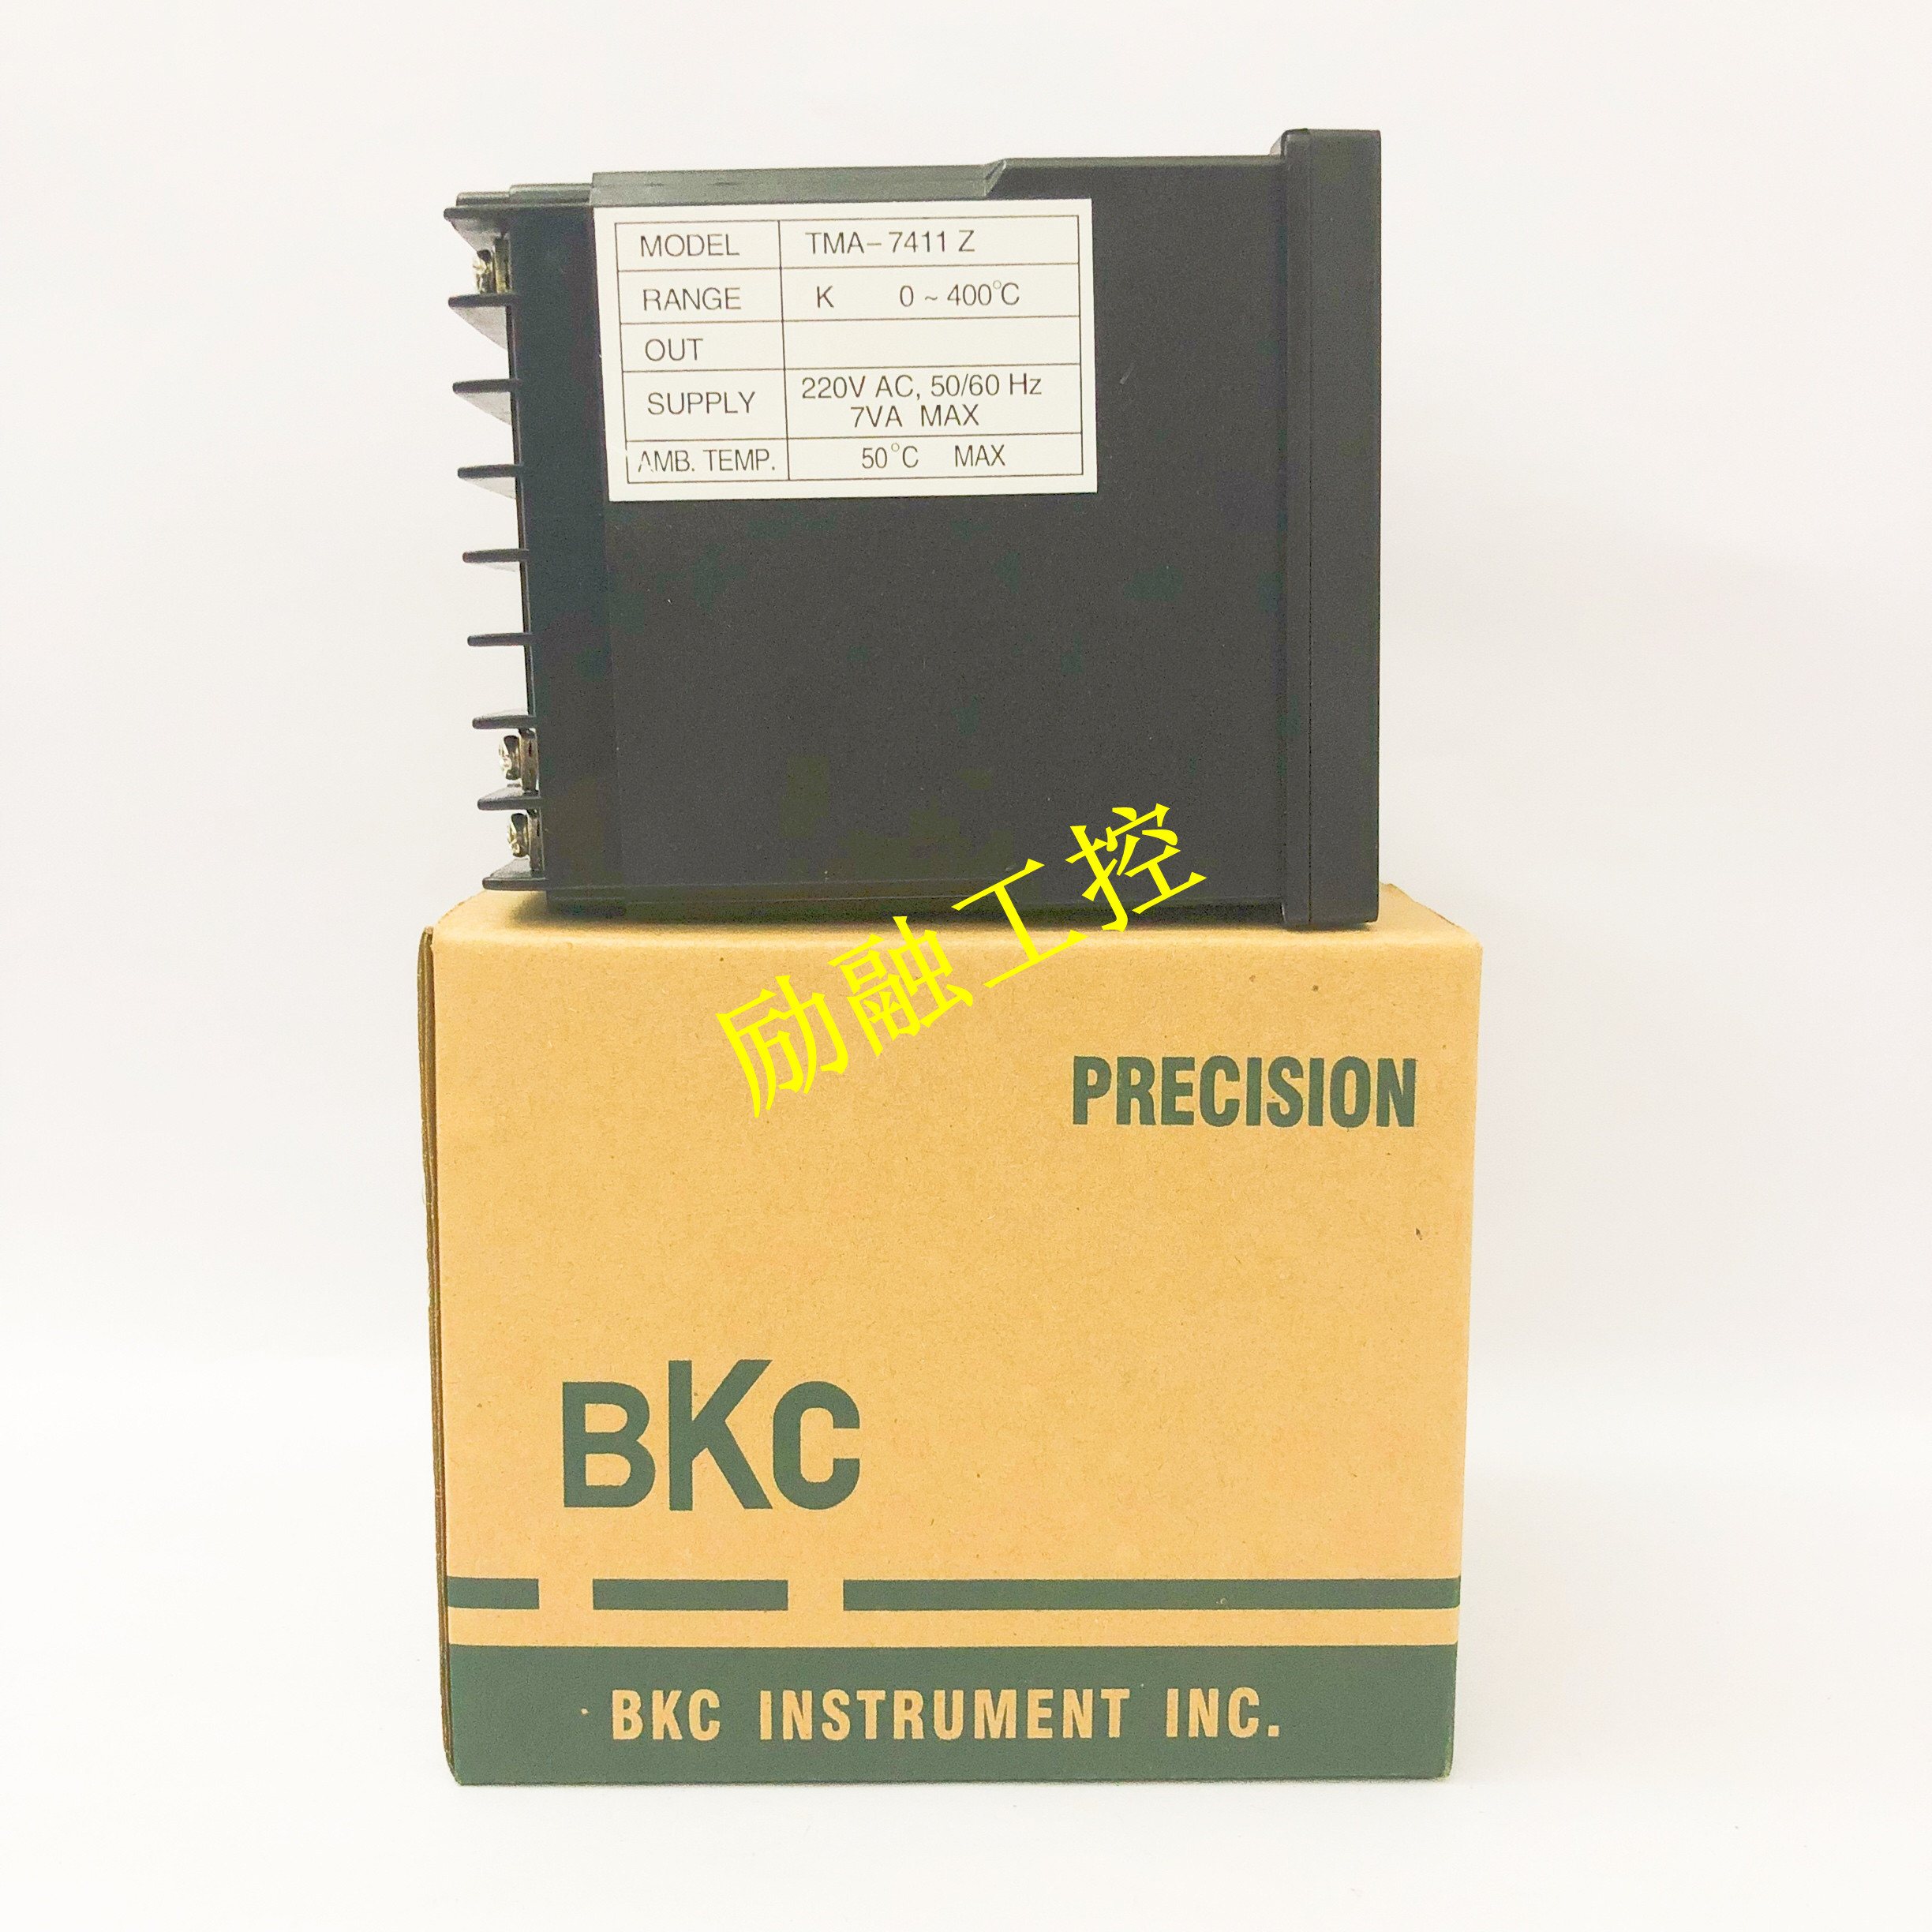 MODEL TMA-7411 Z
RANGE K 0 ~ 400°C
OUT
SUPPLY 220V AC, 50/60 Hz
7VA MAX
AMB. TEMP. 50°C MAX
励融工控
PRECISION
BKC
BKC INSTRUMENT INC.